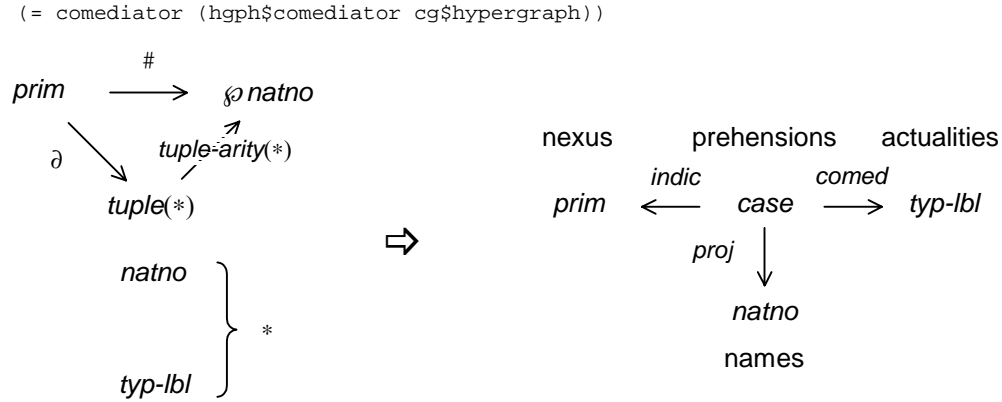 (= comediator (hgph$comediator cg$hypergraph))
#
prim
℘ natno
∂
tuple-arity(∗)
tuple(∗)
natno
∗
typ-lbl
nexus prehensions actualities
indic comed
prim case typ-lbl
proj
natno
names